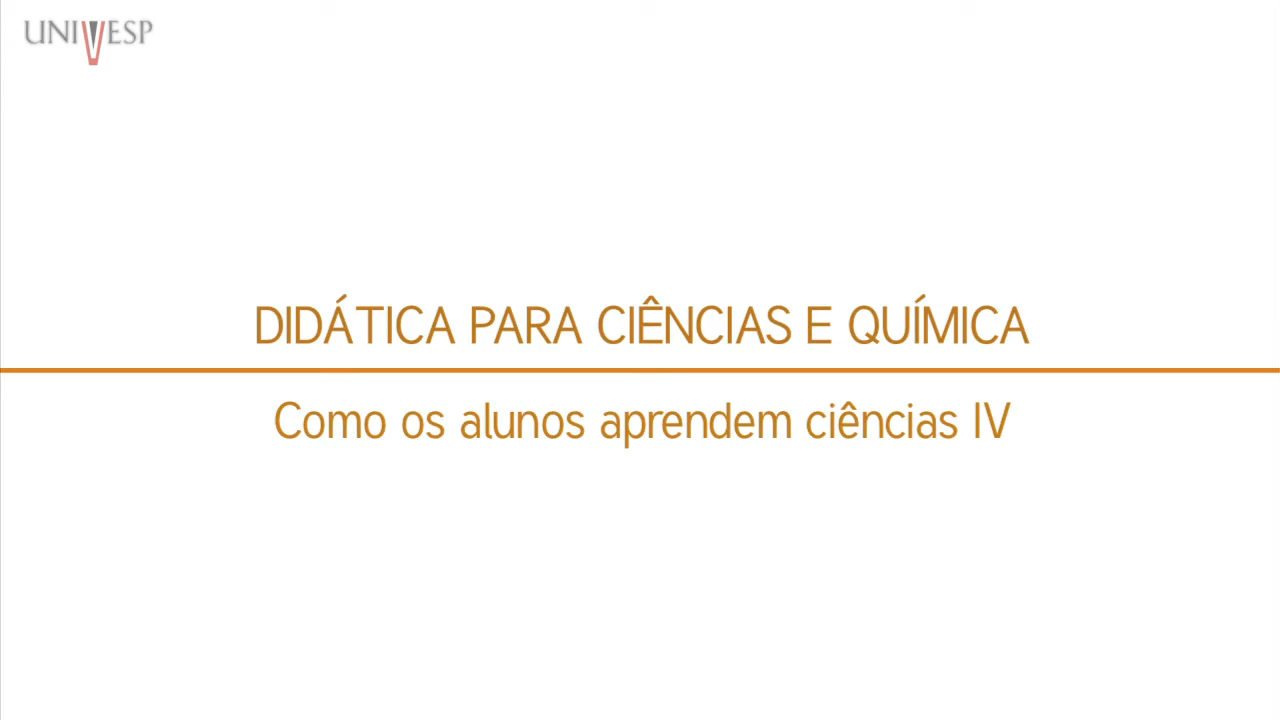 UNIVESP
DIDÁTICA PARA CIÊNCIAS E QUÍMICA
Como os alunos aprendem ciências IV